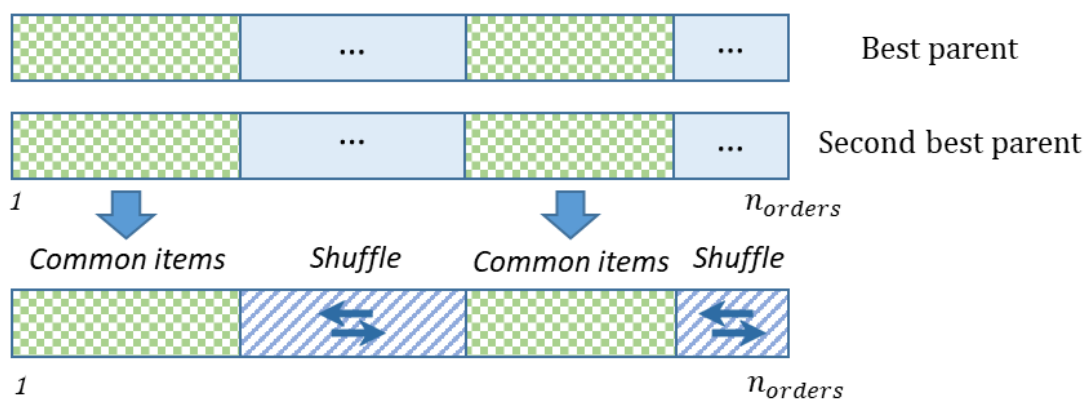 ... ... Best parent
... ... Second best parent
1 n_orders
Common items Shuffle Common items Shuffle
1 n_orders